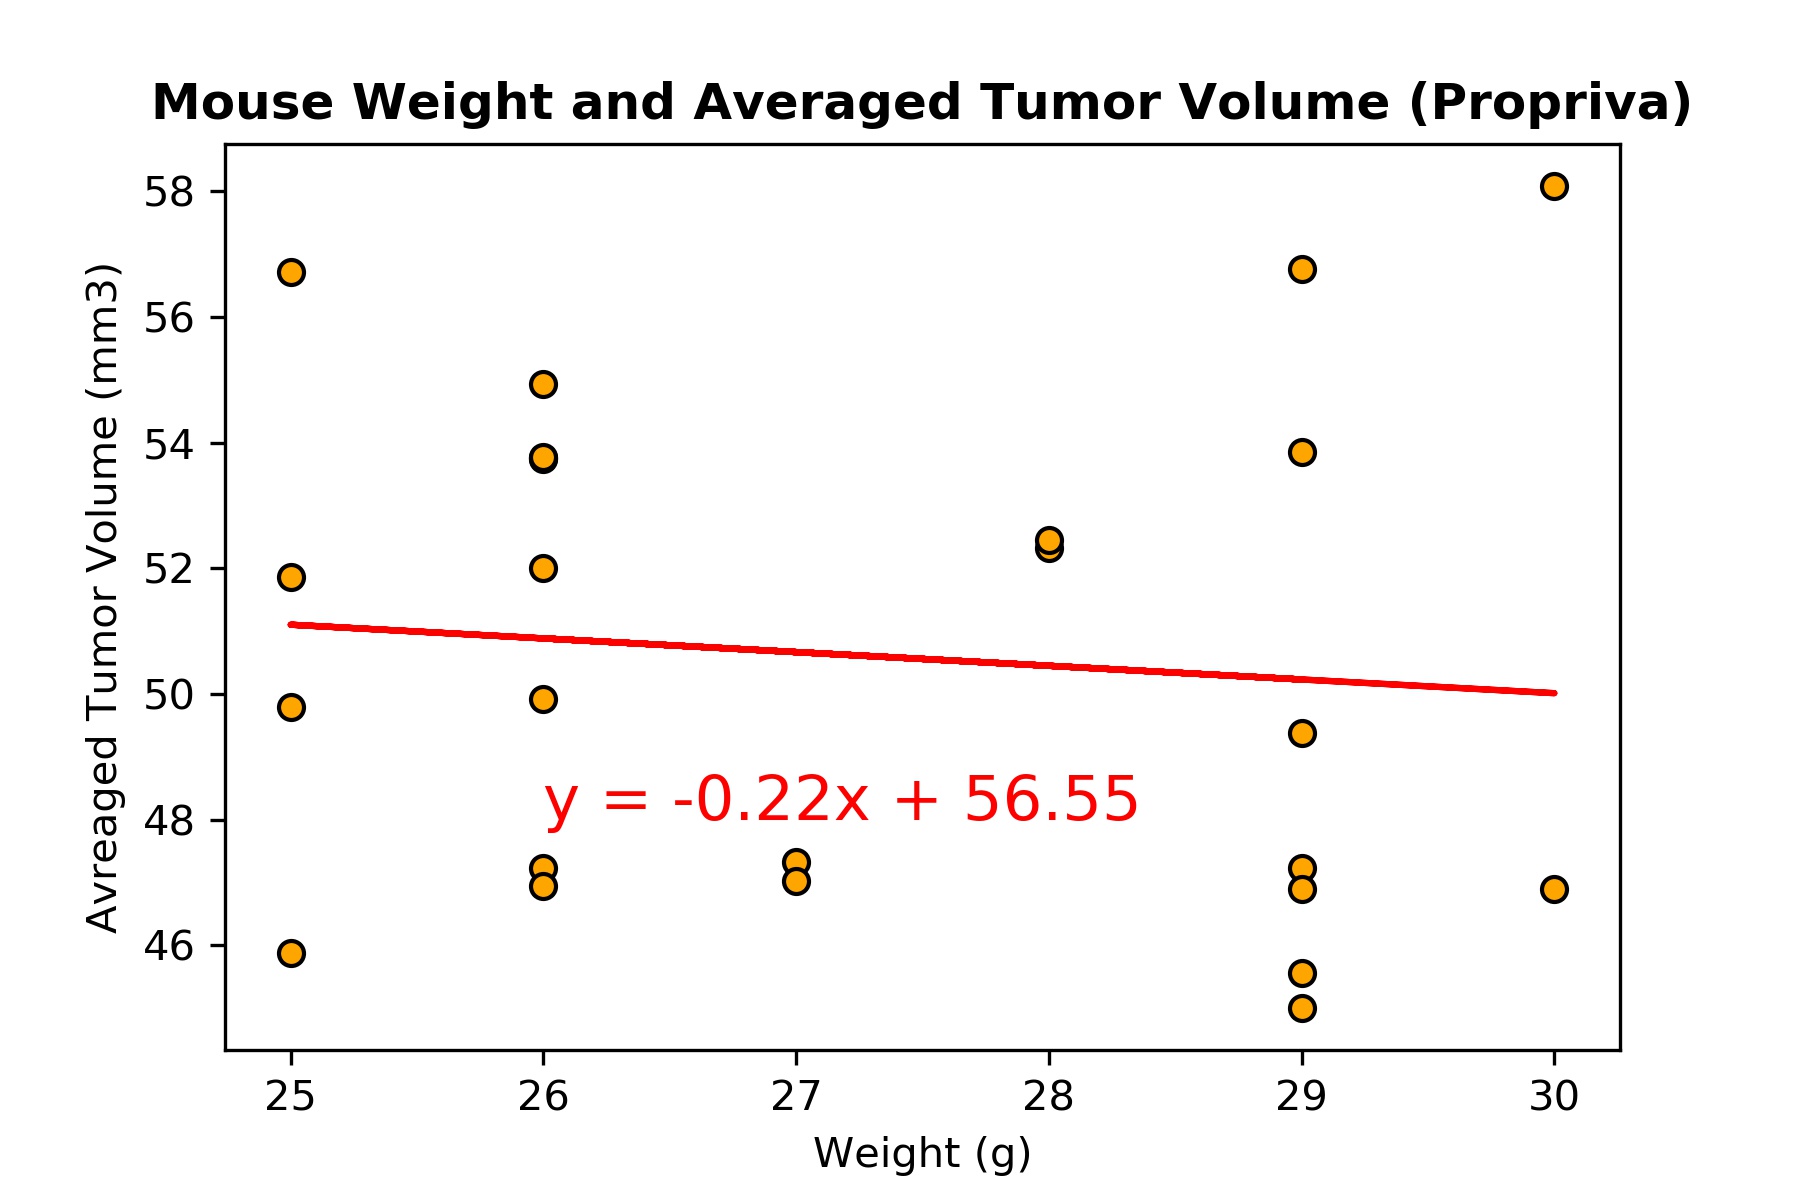 Mouse Weight and Averaged Tumor Volume (Propriva)
58
56
54
52
50
48
46
Avreaged Tumor Volume (mm3)
y = -0.22x + 56.55
25 26 27 28 29 30
Weight (g)